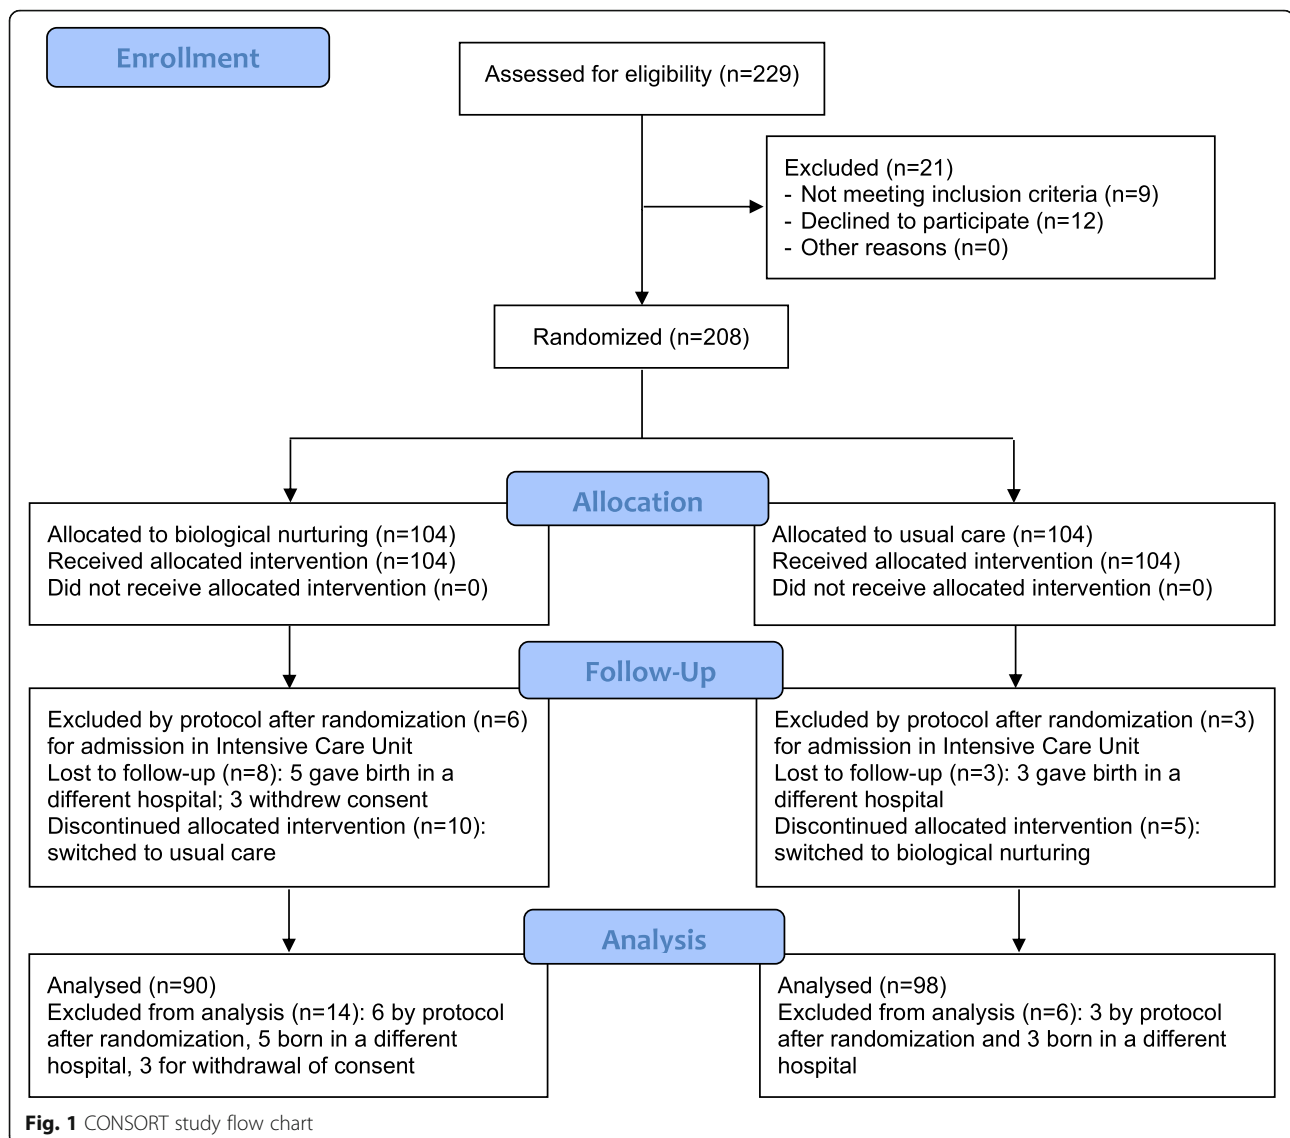 Enrollment
Assessed for eligibility (n=229)
Excluded (n=21)
- Not meeting inclusion criteria (n=9)
- Declined to participate (n=12)
- Other reasons (n=0)
Randomized (n=208)
Allocation
Allocated to biological nurturing (n=104)
Received allocated intervention (n=104)
Did not receive allocated intervention (n=0)
Allocated to usual care (n=104)
Received allocated intervention (n=104)
Did not receive allocated intervention (n=0)
Follow-Up
Excluded by protocol after randomization (n=6)
for admission in Intensive Care Unit
Lost to follow-up (n=8): 5 gave birth in a
different hospital; 3 withdrew consent
Discontinued allocated intervention (n=10):
switched to usual care
Excluded by protocol after randomization (n=3)
for admission in Intensive Care Unit
Lost to follow-up (n=3): 3 gave birth in a
different hospital
Discontinued allocated intervention (n=5):
switched to biological nurturing
Analysis
Analysed (n=90)
Excluded from analysis (n=14): 6 by protocol
after randomization, 5 born in a different
hospital, 3 for withdrawal of consent
Analysed (n=98)
Excluded from analysis (n=6): 3 by protocol
after randomization and 3 born in a different
hospital
Fig. 1 CONSORT study flow chart